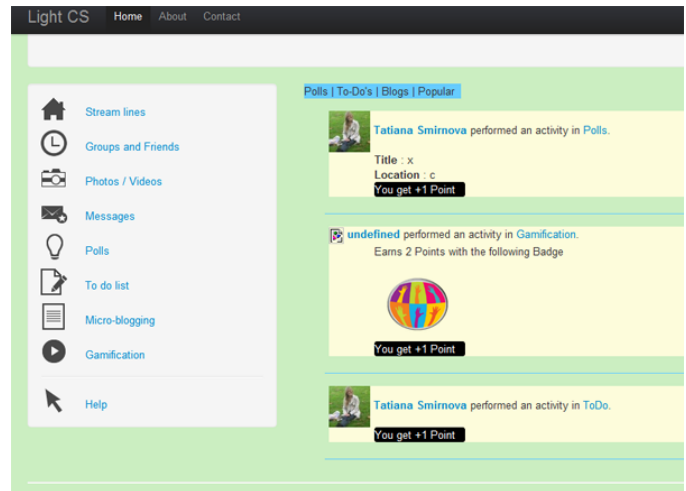 Light CS Home About Contact
Stream lines
Groups and Friends
Photos / Videos
Messages
Polls
To do list
Micro-blogging
Gamification
Help
Polls | To-Do's | Blogs | Popular
Tatiana Smirnova performed an activity in Polls.
Title : x
Location : c
You get +1 Point
undefined performed an activity in Gamification.
Earns 2 Points with the following Badge
You get +1 Point
Tatiana Smirnova performed an activity in ToDo.
You get +1 Point